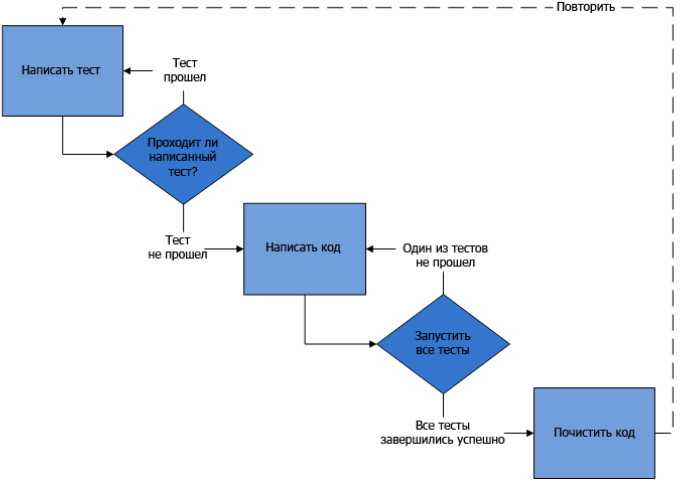 Повторить
Написать тест
Тест
прошел
Проходит ли
написанный
тест?
Тест
не прошел
Написать код
Один из тестов
не прошел
Запустить
все тесты
Все тесты
завершились успешно
Почистить код